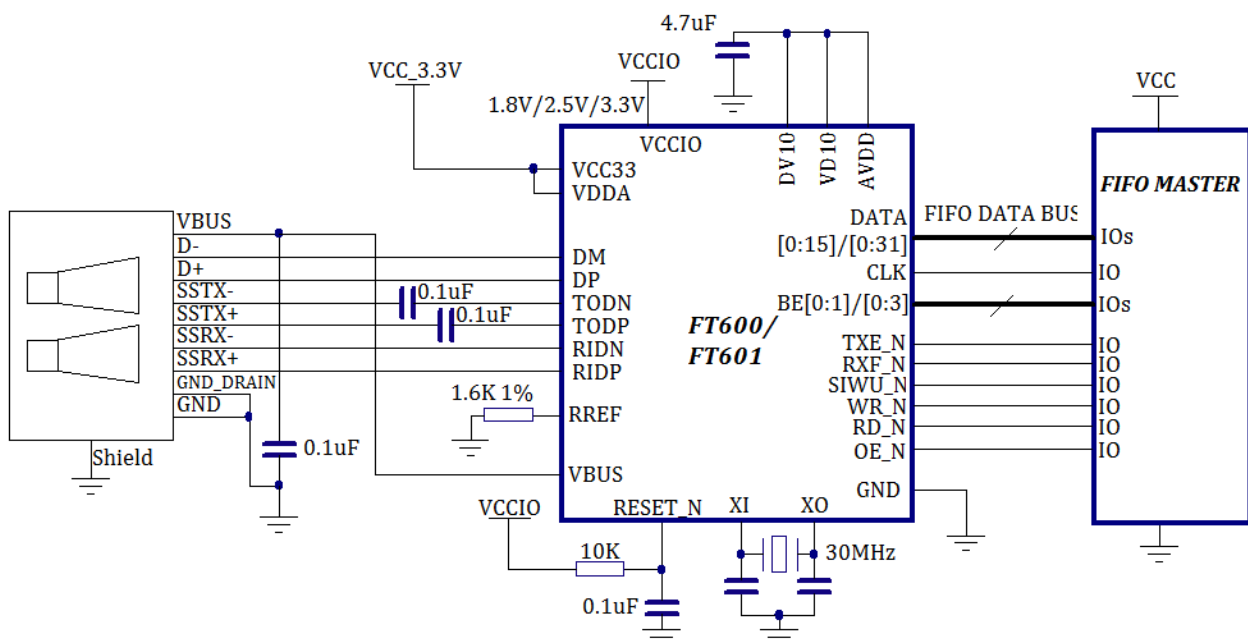 4.7uF
VCCIO
VCC_3.3V
VCC
1.8V/2.5V/3.3V
VCCIO
DV10
VD10
AVDD
VCC33
VDDA
FIFO MASTER
VBUS
D-
D+
SSTX-
SSTX+
SSRX-
SSRX+
GND_DRAIN
GND
Shield
0.1uF
0.1uF
0.1uF
DM
DP
TODN
TODP
RIDN
RIDP
1.6K 1%
RREF
VBUS
FT600/
FT601
DATA
[0:15]/[0:31]
CLK
BE[0:1]/[0:3]
TXE_N
RXF_N
SIWU_N
WR_N
RD_N
OE_N
GND
FIFO DATA BUS
IOs
IO
IOs
IO
IO
IO
IO
IO
IO
VCCIO
RESET_N
XI
XO
10K
30MHz
0.1uF